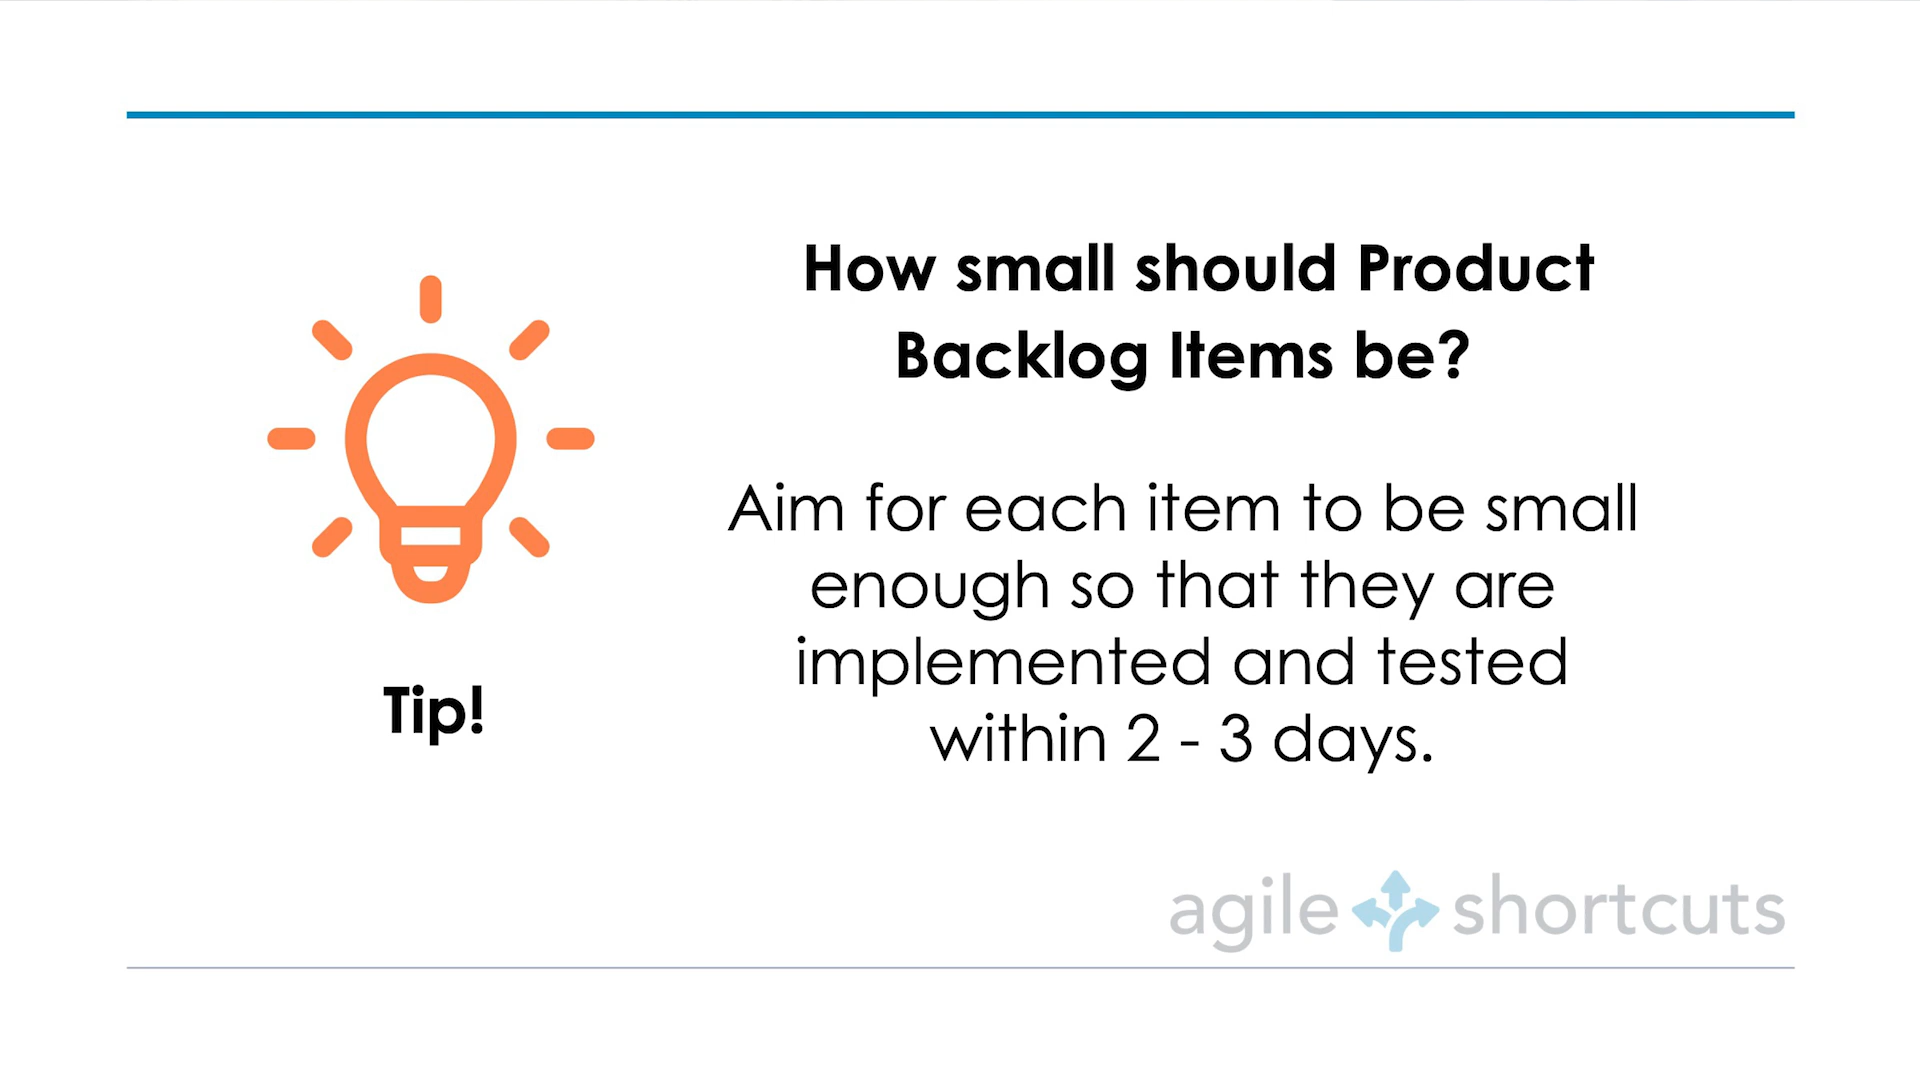 How small should Product
Backlog Items be?
Aim for each item to be small
enough so that they are
implemented and tested
within 2 - 3 days.
Tip!
agile shortcuts